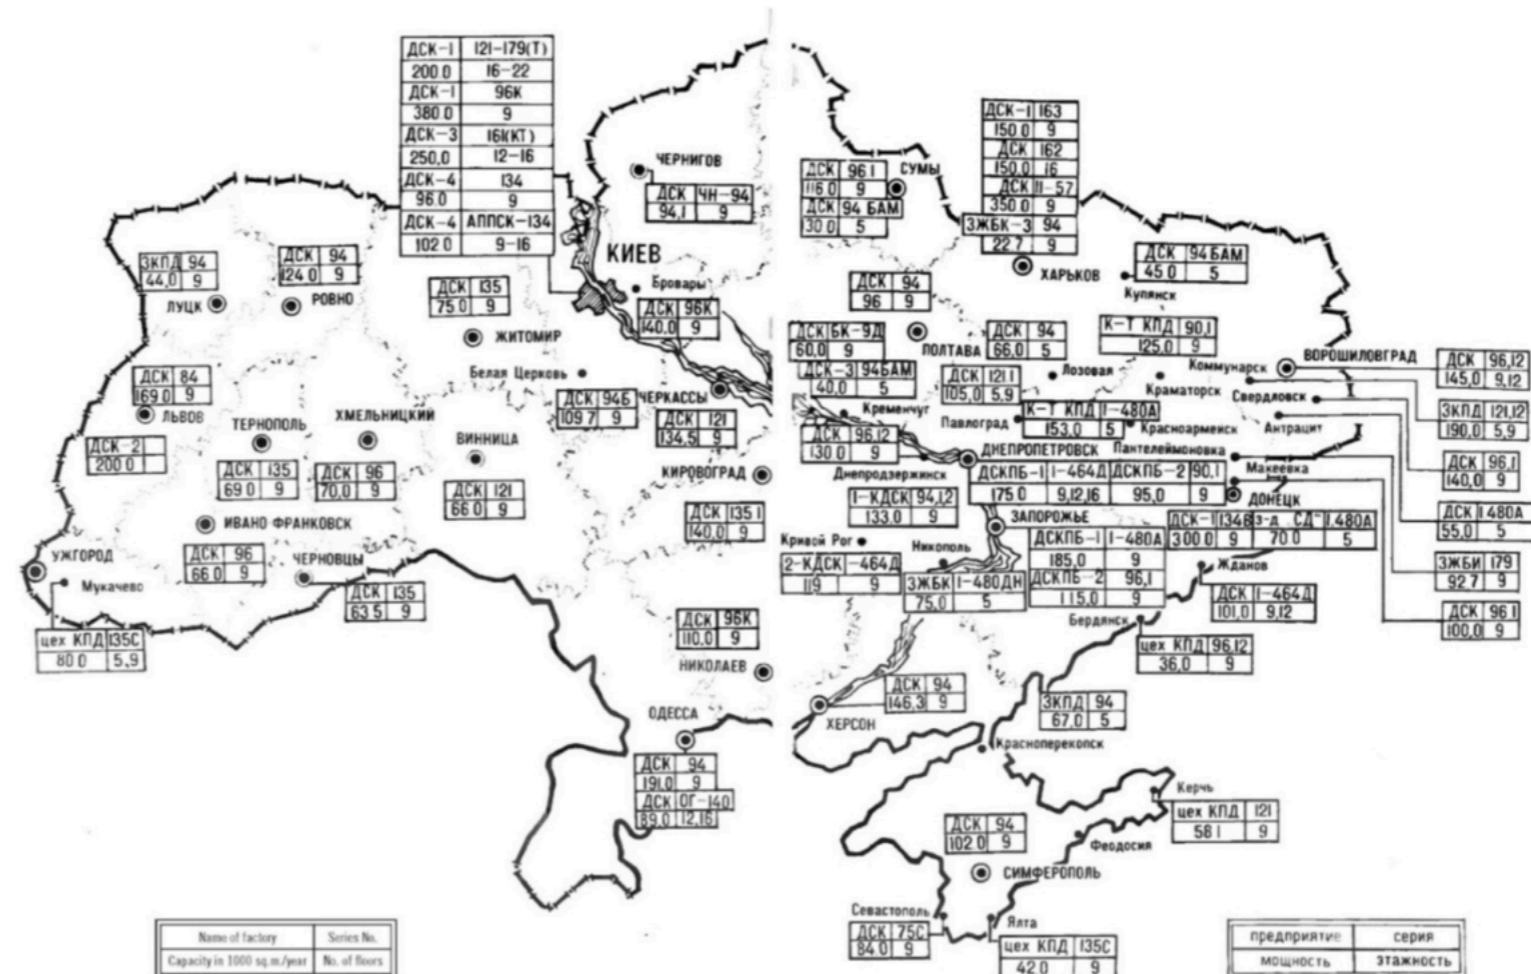 ДСК-1 121-179(Т)
200.0 16-22
ДСК-1 96К
380.0 9
ДСК-3 161(КТ)
250,0 12-16
ДСК-4 134
96.0 9
ДСК-4 АППСК-134
102.0 9-16
КИЕВ
ЧЕРНИГОВ
ДСК ЧН-94
94,1 9
Бровары
ДСК 96К
140.0 9
ЗКПД 94
44,0 9
ЛУЦК
ДСК 94
124.0 9
РОВНО
ДСК 135
75.0 9
ЖИТОМИР
Белая Церковь
ДСК 94Б
109.7 9
ЧЕРКАССЫ
ДСК 121
134,5 9
ДСК 84
169.0 9
ЛЬВОВ
ДСК-2
200.0
ТЕРНОПОЛЬ
ДСК 135
69.0 9
ХМЕЛЬНИЦКИЙ
ДСК 96
70,0 9
ВИННИЦА
ДСК 121
66.0 9
КИРОВОГРАД
ДСК 135.1
140.0 9
ИВАНО ФРАНКОВСК
ДСК 96
66.0 9
УЖГОРОД
Мукачево
цех КПД 135С
80.0 5,9
ЧЕРНОВЦЫ
ДСК 135
63.5 9
ДСК 96К
110,0 9
НИКОЛАЕВ
ОДЕССА
ДСК 94
191.0 9
ДСК ОГ-140
89.0 12,16
ДСК 96.1
116.0 9
ДСК 94 БАМ
30.0 5
СУМЫ
ДСК-1 163
150.0 9
ДСК 162
150.0 16
ДСК 11-57
350.0 9
ЗЖБК-3 94
22.7 9
ХАРЬКОВ
ДСК 94 БАМ
45.0 5
Купянск
ДСК 94
96 9
ПОЛТАВА
ДСК БК-9Д
60,0 9
ДСК-3 94БАМ
40.0 5
Кременчуг
ДСК 94
66,0 5
Лозовая
К-Т КПД 90,1
125.0 9
Краматорск
ДСК 121.1
105,0 5.9
Павлоград
К-Т КПД 1-480А
153.0 5
Красноармейск
Коммунарск
ВОРОШИЛОВГРАД
Свердловск
Антрацит
Пантелеймоновка
Макеевка
ДСК 96.12
130.0 9
Днепродзержинск
ДНЕПРОПЕТРОВСК
ДСКПБ-1 1-464Д ДСКПБ-2 90,1
175.0 9,12,16 95,0 9
ДОНЕЦК
ДСК-1 134Б з-д „СД" 1.480А
300.0 9 70.0 5
1-КДСК 94,1,2
133.0 9
ЗАПОРОЖЬЕ
ДСКПБ-1 1-480А
185,0 9
ДСКПБ-2 96,1
115.0 9
Кривой Рог
2-КДСК -464Д
119 9
Никополь
ЗЖБК 1-480ДН
75,0 5
Жданов
ДСК 1-464Д
101,0 9,12
Бердянск
цех КПД 96,12
36,0 9
ДСК 94
146,3 9
ХЕРСОН
ЗКПД 94
67,0 5
Красноперекопск
Керчь
цех КПД 121
58.1 9
Феодосия
ДСК 94
102.0 9
СИМФЕРОПОЛЬ
Севастополь
ДСК 75С
84.0 9
Ялта
цех КПД 135С
42.0 9
ДСК 96,12
145,0 9,12
ЗКПД 121,12
190,0 5,9
ДСК 96.1
140,0 9
ДСК 1.480А
55,0 5
ЗЖБИ 179
92.7 9
ДСК 96.1
100,0 9
Name of factory Series No.
Capacity in 1000 sq.m/year No. of floors
предприятие серия
мощность этажность